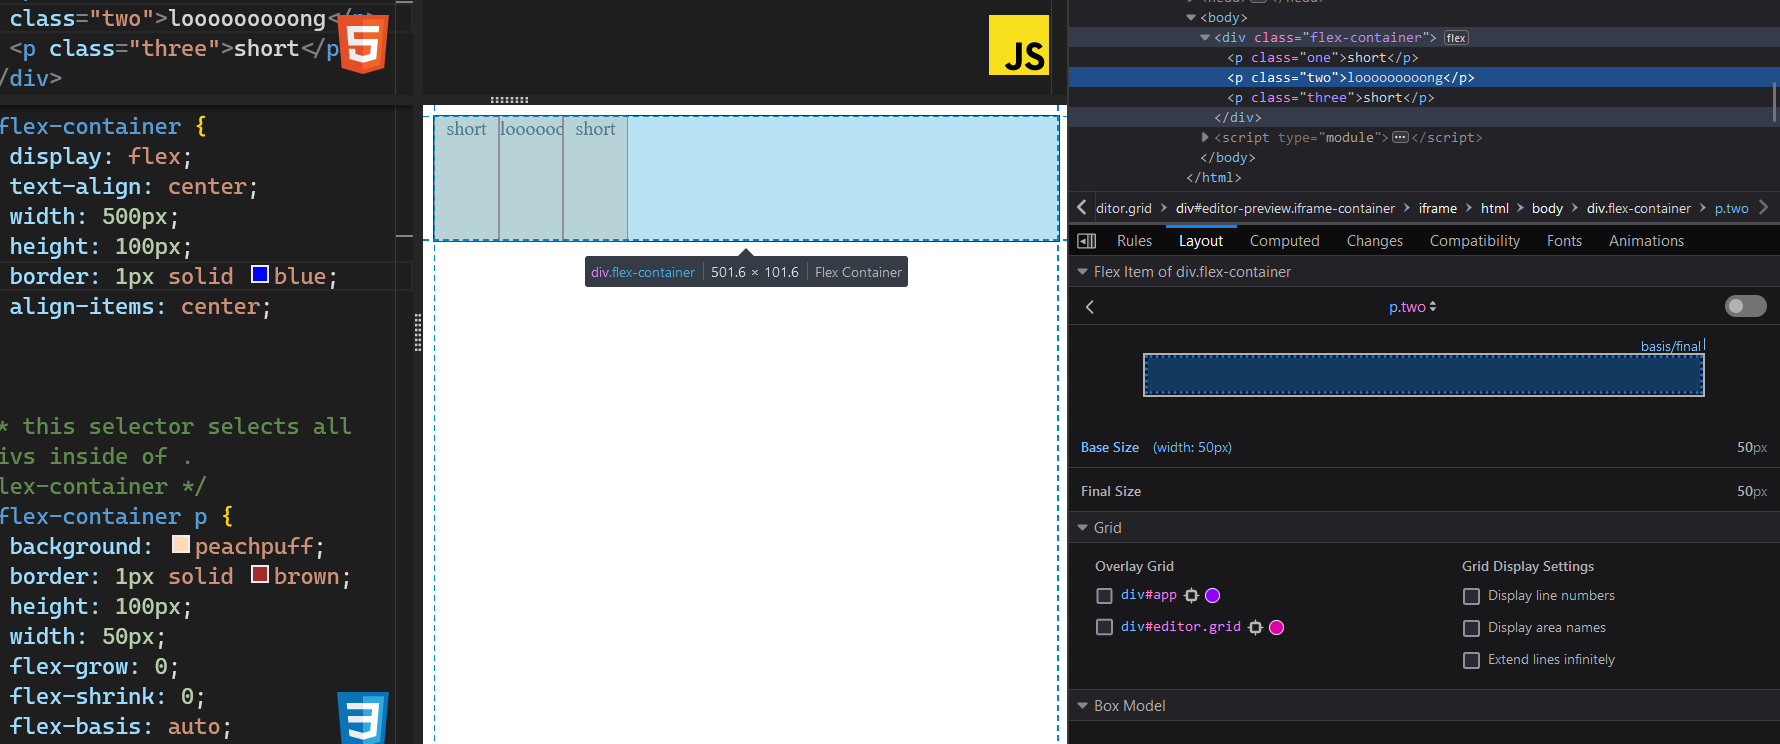 class="two">looooooooong</p>
<p class="three">short</p
/div>
5
flex-container {
display: flex;
text-align: center;
width: 500px;
height: 100px;
border: 1px solid blue;
align-items: center;
* this selector selects all
ivs inside of .
lex-container */
flex-container p {
background: peachpuff;
border: 1px solid brown;
height: 100px;
width: 50px;
flex-grow: 0;
flex-shrink: 0;
flex-basis: auto;
3
JS
short
loooooo
short
div.flex-container 501.6 × 101.6 Flex Container
<body>
<div class="flex-container"> flex
<p class="one">short</p>
<p class="two">looooooooong</p>
<p class="three">short</p>
</div>
<script type="module"></script>
</body>
</html>
ditor.grid > div#editor-preview.iframe-container > iframe > html > body > div.flex-container > p.two
Rules Layout Computed Changes Compatibility Fonts Animations
Flex Item of div.flex-container
p.two
basis/final
Base Size (width: 50px) 50px
Final Size 50px
Grid
Overlay Grid
div#app
div#editor.grid
Grid Display Settings
Display line numbers
Display area names
Extend lines infinitely
Box Model